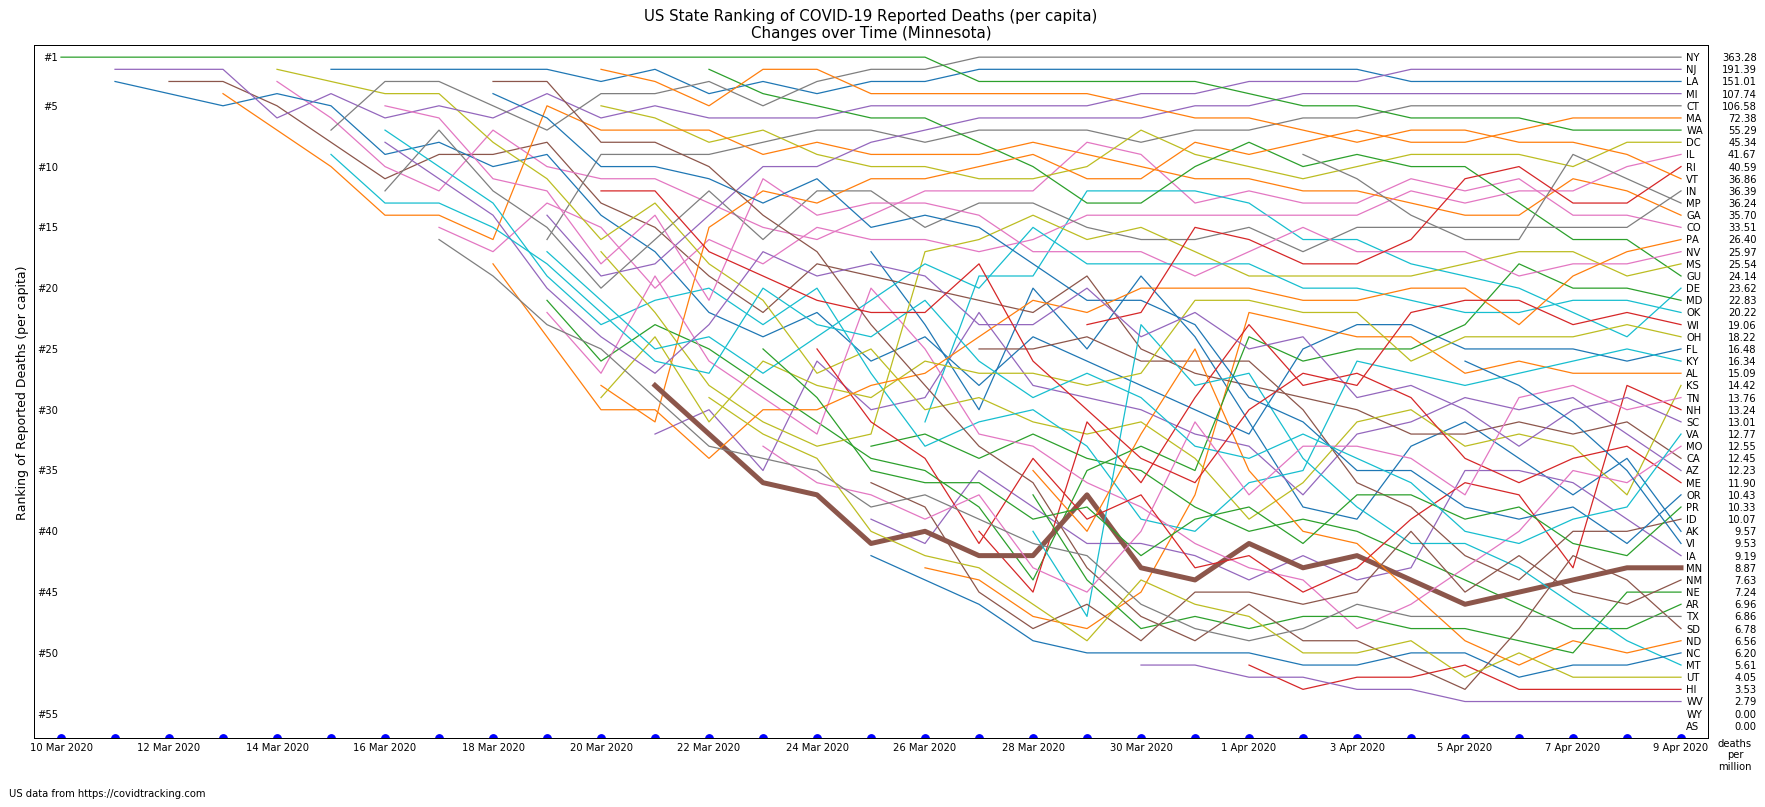 US State Ranking of COVID-19 Reported Deaths (per capita)
Changes over Time (Minnesota)
Ranking of Reported Deaths (per capita)
#1
#5
#10
#15
#20
#25
#30
#35
#40
#45
#50
#55
NY 363.28
NJ 191.39
LA 151.01
MI 107.74
CT 106.58
MA 72.38
WA 55.29
DC 45.34
IL 41.67
RI 40.59
VT 36.86
IN 36.39
MP 36.24
GA 35.70
CO 33.51
PA 26.40
NV 25.97
MS 25.54
GU 24.14
DE 23.62
MD 22.83
OK 20.22
WI 19.06
OH 18.22
FL 16.48
KY 16.34
AL 15.09
KS 14.42
TN 13.76
NH 13.24
SC 13.01
VA 12.77
MO 12.55
CA 12.45
AZ 12.23
ME 11.90
OR 10.43
PR 10.33
ID 10.07
AK 9.57
VI 9.53
IA 9.19
MN 8.87
NM 7.63
NE 7.24
AR 6.96
TX 6.86
SD 6.78
ND 6.56
NC 6.20
MT 5.61
UT 4.05
HI 3.53
WV 2.79
WY 0.00
AS 0.00
10 Mar 2020 12 Mar 2020 14 Mar 2020 16 Mar 2020 18 Mar 2020 20 Mar 2020 22 Mar 2020 24 Mar 2020 26 Mar 2020 28 Mar 2020 30 Mar 2020 1 Apr 2020 3 Apr 2020 5 Apr 2020 7 Apr 2020 9 Apr 2020
deaths
per
million
US data from https://covidtracking.com